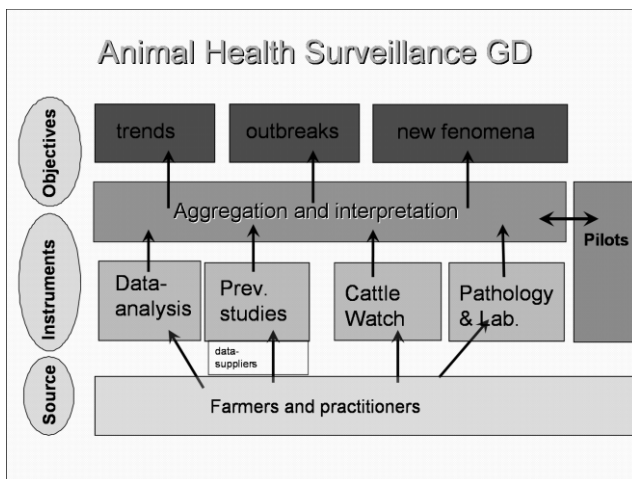 Animal Health Surveillance GD
Objectives
trends
outbreaks
new fenomena
Aggregation and interpretation
Pilots
Instruments
Data-
analysis
Prev.
studies
Cattle
Watch
Pathology
& Lab.
data-
suppliers
Source
Farmers and practitioners